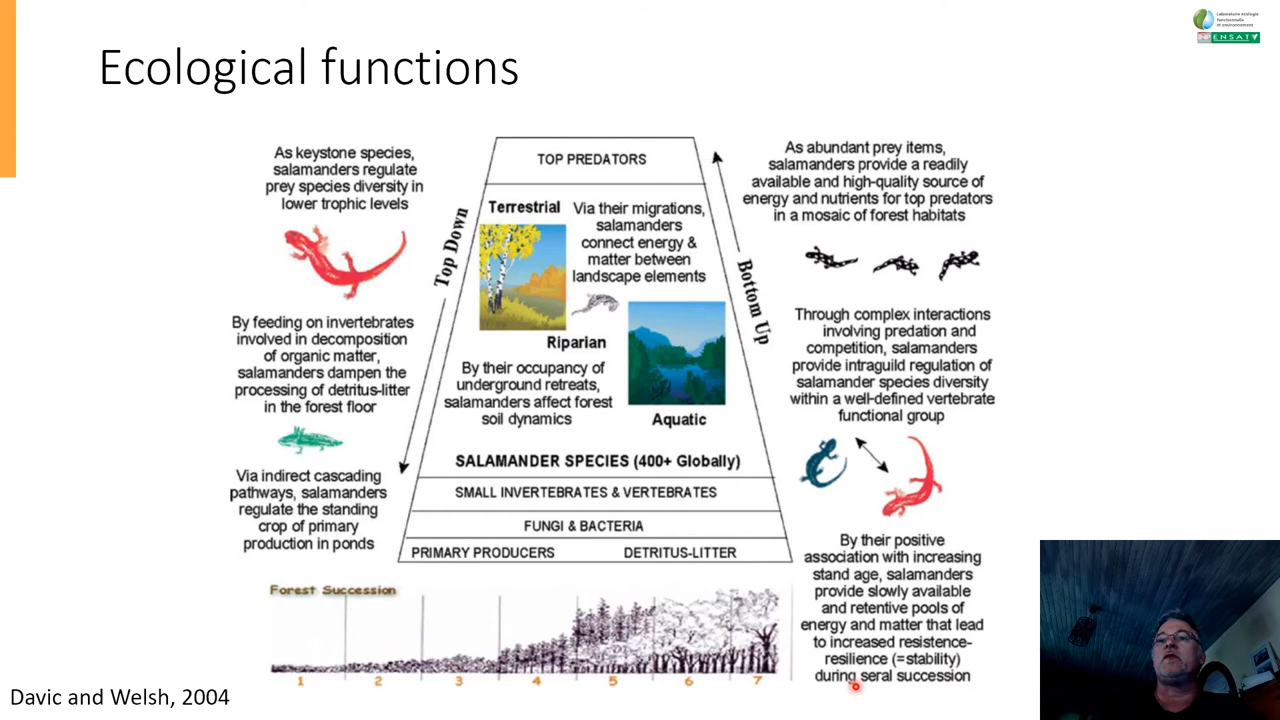 Ecological functions
Laboratoire écologie
fonctionnelle
et environnement
ENSAT
As keystone species,
salamanders regulate
prey species diversity in
lower trophic levels
By feeding on invertebrates
involved in decomposition
of organic matter,
salamanders dampen the
processing of detritus-litter
in the forest floor
Via indirect cascading
pathways, salamanders
regulate the standing
crop of primary
production in ponds
Top Down
TOP PREDATORS
Terrestrial
Via their migrations,
salamanders
connect energy &
matter between
landscape elements
Riparian
By their occupancy of
underground retreats,
salamanders affect forest
soil dynamics
Aquatic
SALAMANDER SPECIES (400+ Globally)
SMALL INVERTEBRATES & VERTEBRATES
FUNGI & BACTERIA
PRIMARY PRODUCERS DETRITUS-LITTER
Bottom Up
As abundant prey items,
salamanders provide a readily
available and high-quality source of
energy and nutrients for top predators
in a mosaic of forest habitats
Through complex interactions
involving predation and
competition, salamanders
provide intraguild regulation of
salamander species diversity
within a well-defined vertebrate
functional group
By their positive
association with increasing
stand age, salamanders
provide slowly available
and retentive pools of
energy and matter that lead
to increased resistence-
resilience (=stability)
during seral succession
Forest Succession
1 2 3 4 5 6 7
Davic and Welsh, 2004